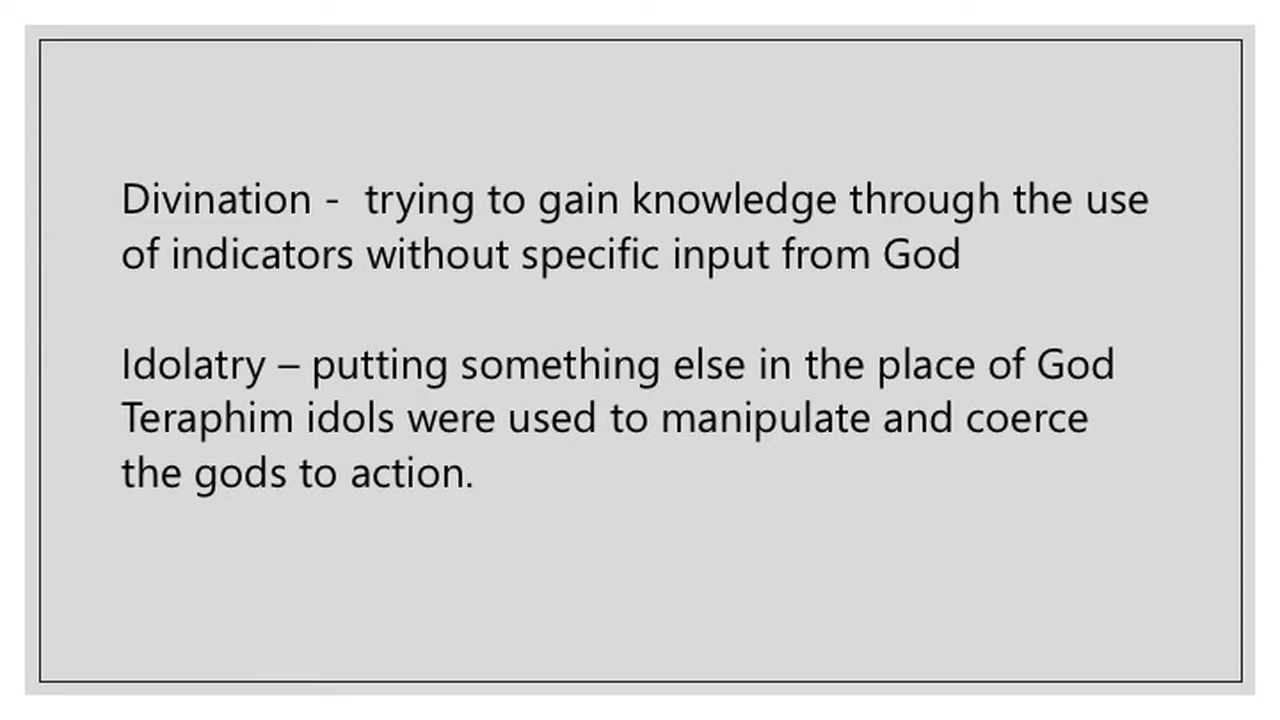 Divination -  trying to gain knowledge through the use
of indicators without specific input from God
Idolatry – putting something else in the place of God
Teraphim idols were used to manipulate and coerce
the gods to action.